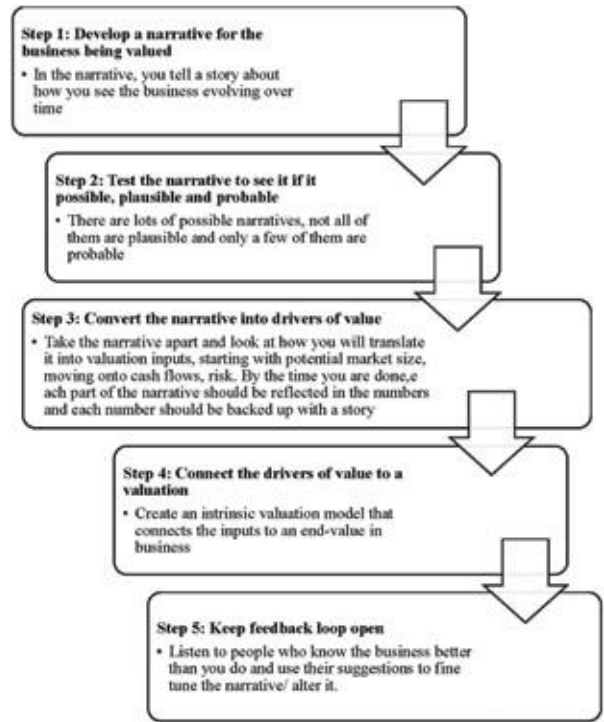 Step 1: Develop a narrative for the
business being valued
• In the narrative, you tell a story about
how you see the business evolving over
time
Step 2: Test the narrative to see it if it
possible, plausible and probable
• There are lots of possible narratives, not all of
them are plausible and only a few of them are
probable
Step 3: Convert the narrative into drivers of value
• Take the narrative apart and look at how you will translate
it into valuation inputs, starting with potential market size,
moving onto cash flows, risk. By the time you are done,e
ach part of the narrative should be reflected in the numbers
and each number should be backed up with a story
Step 4: Connect the drivers of value to a
valuation
• Create an intrinsic valuation model that
connects the inputs to an end-value in
business
Step 5: Keep feedback loop open
• Listen to people who know the business better
than you do and use their suggestions to fine
tune the narrative/ alter it.